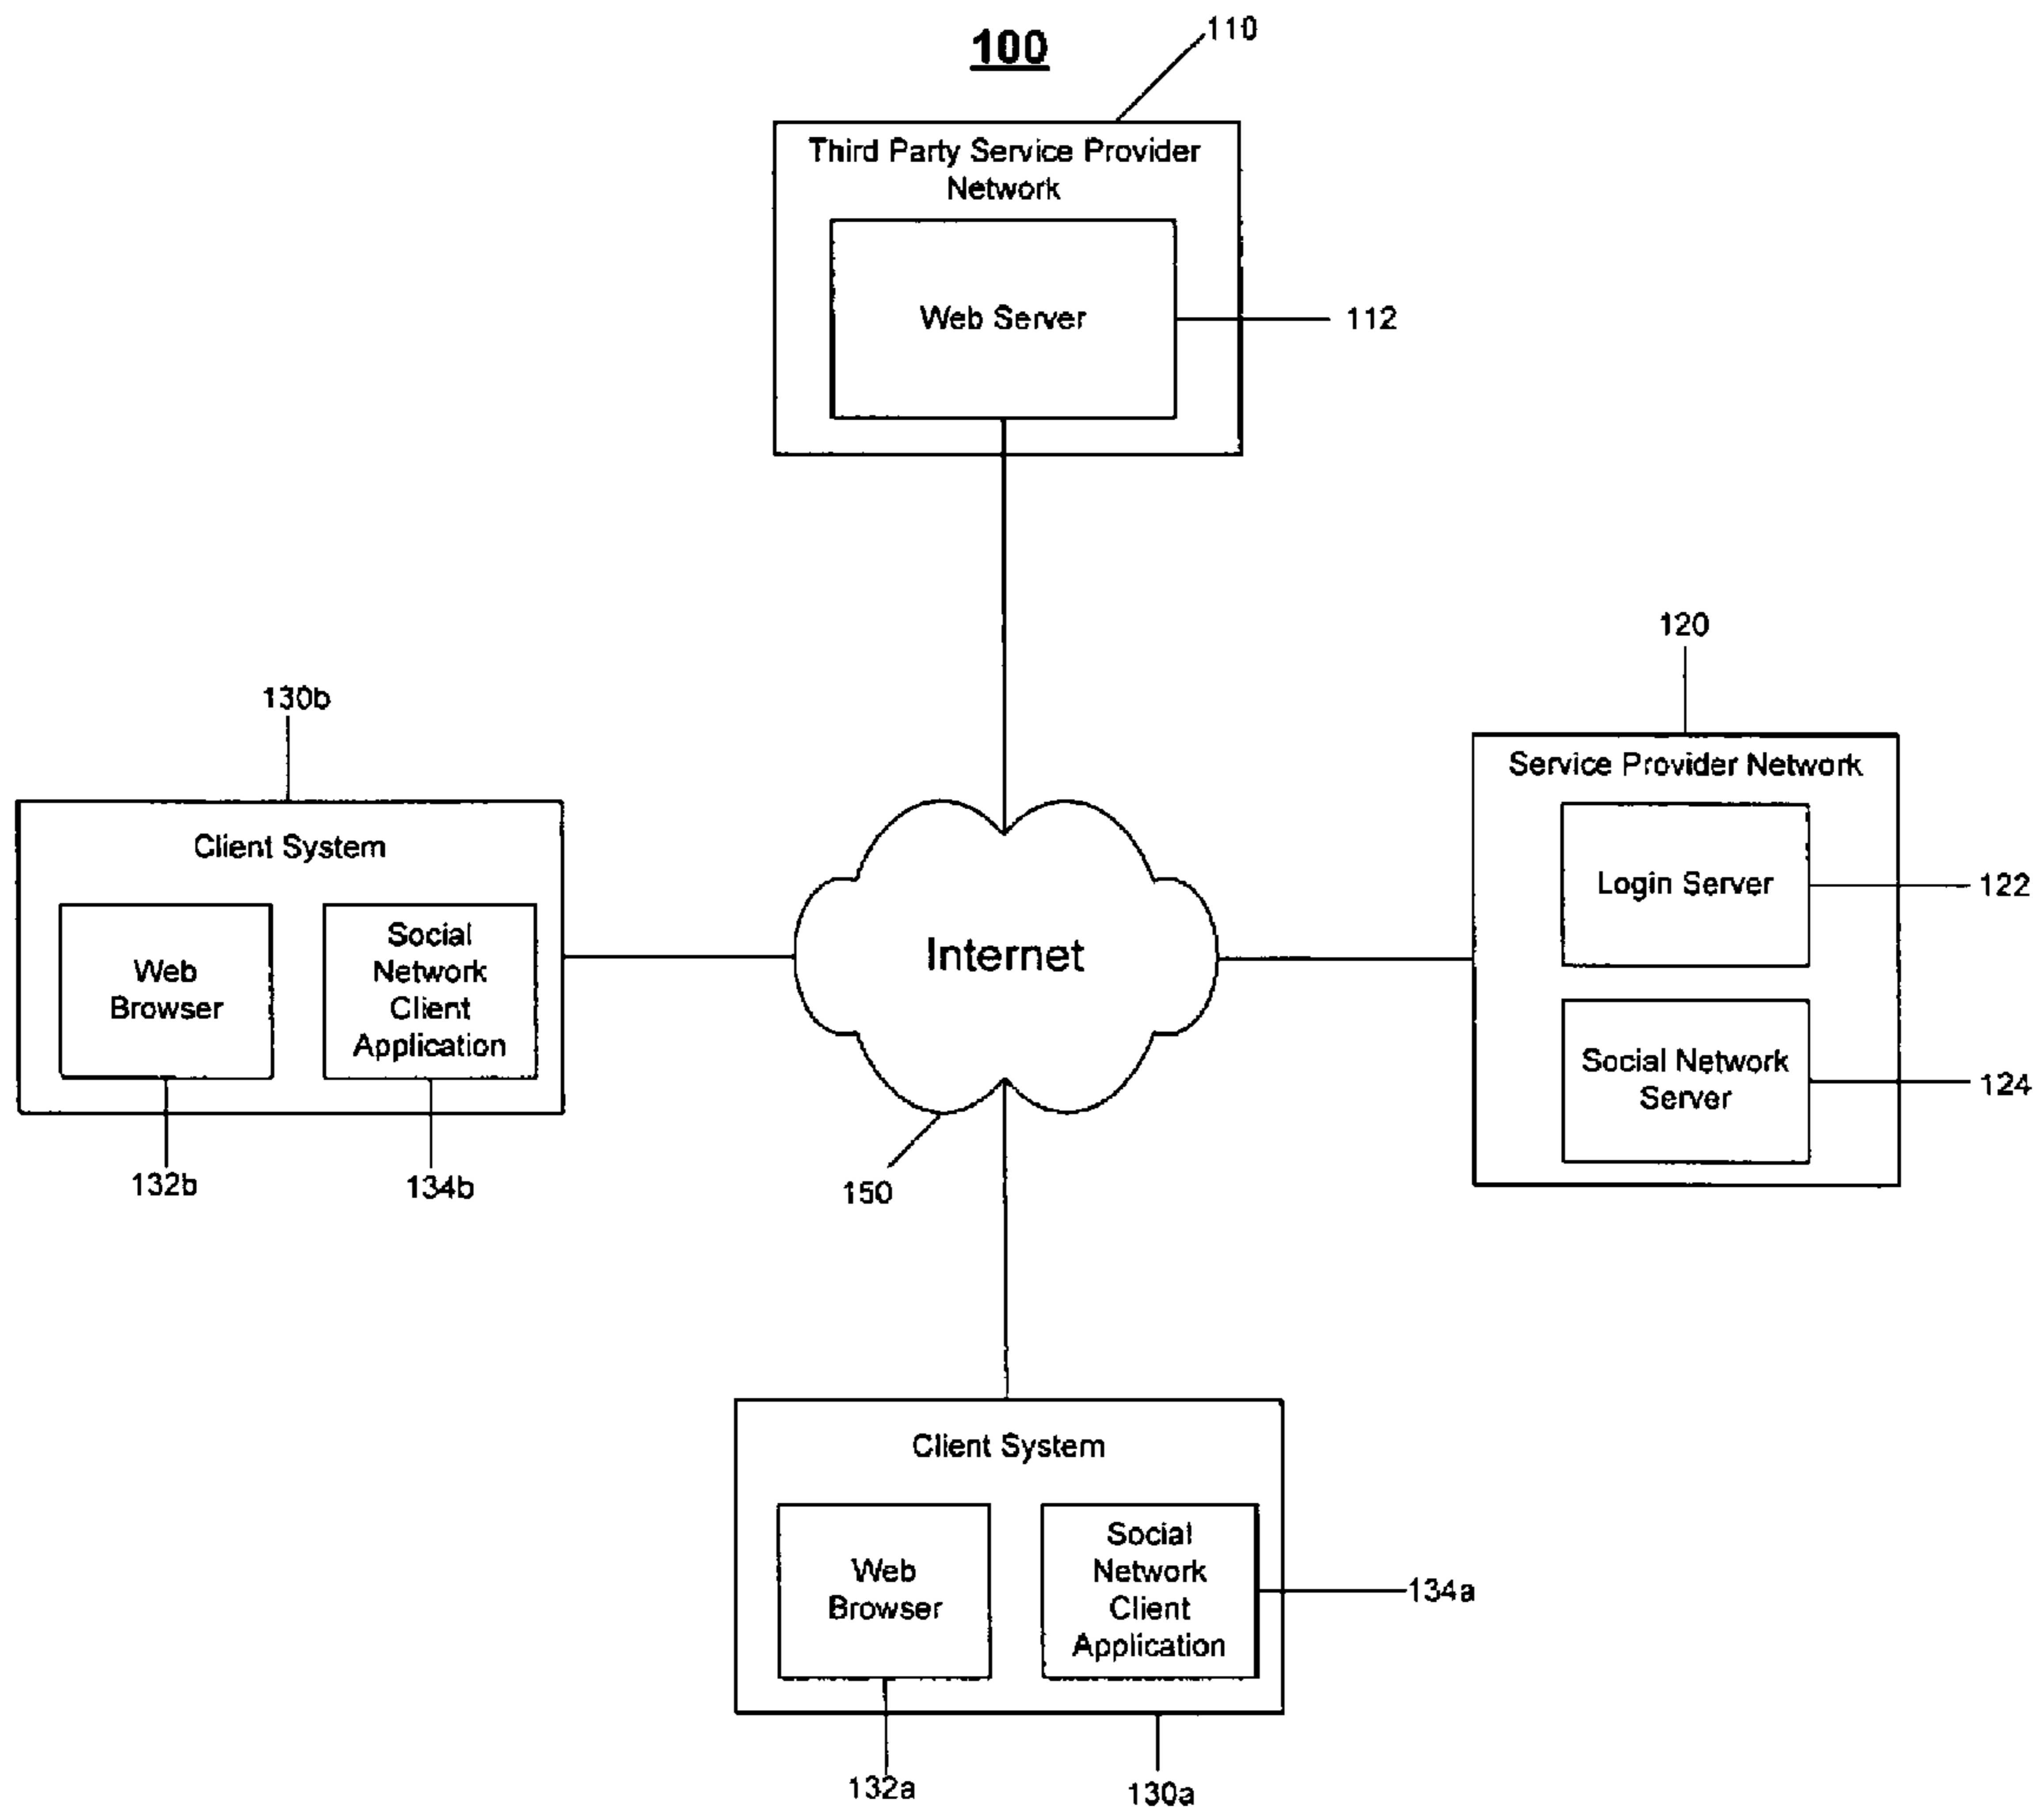 100
110
Third Party Service Provider
Network
Web Server
112
120
Service Provider Network
Login Server
122
Social Network
Server
124
130b
Client System
Web
Browser
Social
Network
Client
Application
132b
134b
Internet
150
Client System
Web
Browser
Social
Network
Client
Application
134a
132a
130a